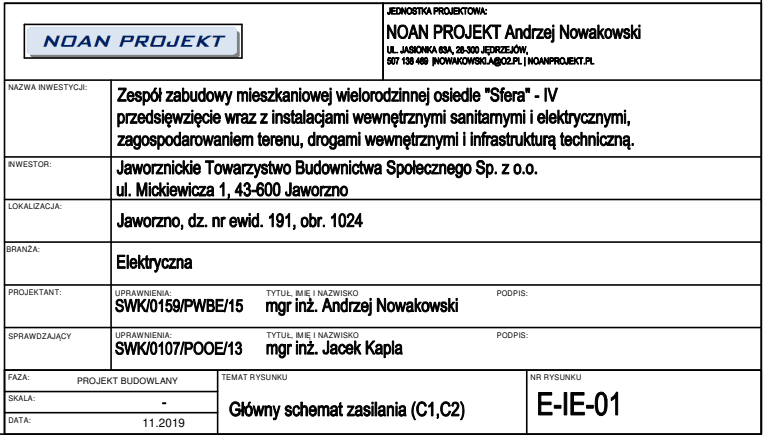 NOAN PROJEKT
JEDNOSTKA PROJEKTOWA:
NOAN PROJEKT Andrzej Nowakowski
UL. JASIONKA 63A, 28-300 JĘDRZEJÓW,
507 138 469 |NOWAKOWSKI.A@O2.PL | NOANPROJEKT.PL
NAZWA INWESTYCJI:
Zespół zabudowy mieszkaniowej wielorodzinnej osiedle "Sfera" - IV
przedsięwzięcie wraz z instalacjami wewnętrznymi sanitarnymi i elektrycznymi,
zagospodarowaniem terenu, drogami wewnętrznymi i infrastrukturą techniczną.
INWESTOR:
Jaworznickie Towarzystwo Budownictwa Społecznego Sp. z o.o.
ul. Mickiewicza 1, 43-600 Jaworzno
LOKALIZACJA:
Jaworzno, dz. nr ewid. 191, obr. 1024
BRANŻA:
Elektryczna
PROJEKTANT:
UPRAWNIENIA: TYTUŁ, IMIĘ I NAZWISKO PODPIS:
SWK/0159/PWBE/15 mgr inż. Andrzej Nowakowski
SPRAWDZAJĄCY
UPRAWNIENIA: TYTUŁ, IMIĘ I NAZWISKO PODPIS:
SWK/0107/POOE/13 mgr inż. Jacek Kapla
FAZA: PROJEKT BUDOWLANY
SKALA: -
DATA: 11.2019
TEMAT RYSUNKU
Główny schemat zasilania (C1,C2)
NR RYSUNKU
E-IE-01